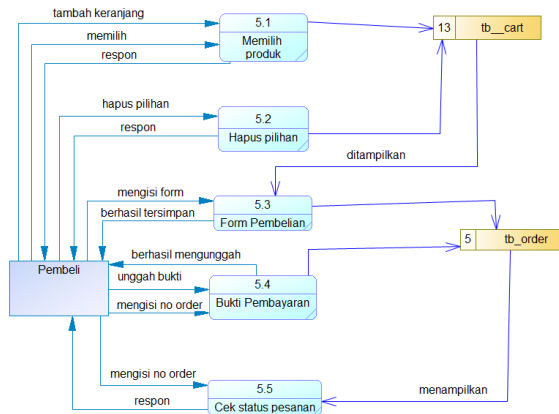 tambah keranjang
5.1
Memilih
produk
13 tb__cart
memilih
respon
hapus pilihan
5.2
Hapus pilihan
respon
ditampilkan
mengisi form
5.3
Form Pembelian
berhasil tersimpan
5 tb_order
berhasil mengunggah
Pembeli
unggah bukti
5.4
Bukti Pembayaran
mengisi no order
mengisi no order
5.5
Cek status pesanan
menampilkan
respon